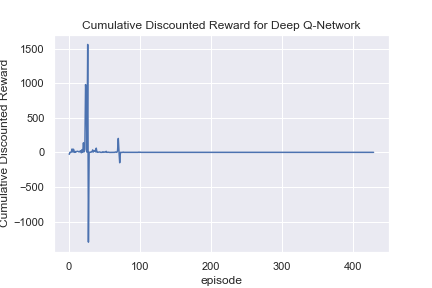 Cumulative Discounted Reward for Deep Q-Network
Cumulative Discounted Reward
1500
1000
500
0
−500
−1000
0 100 200 300 400
episode